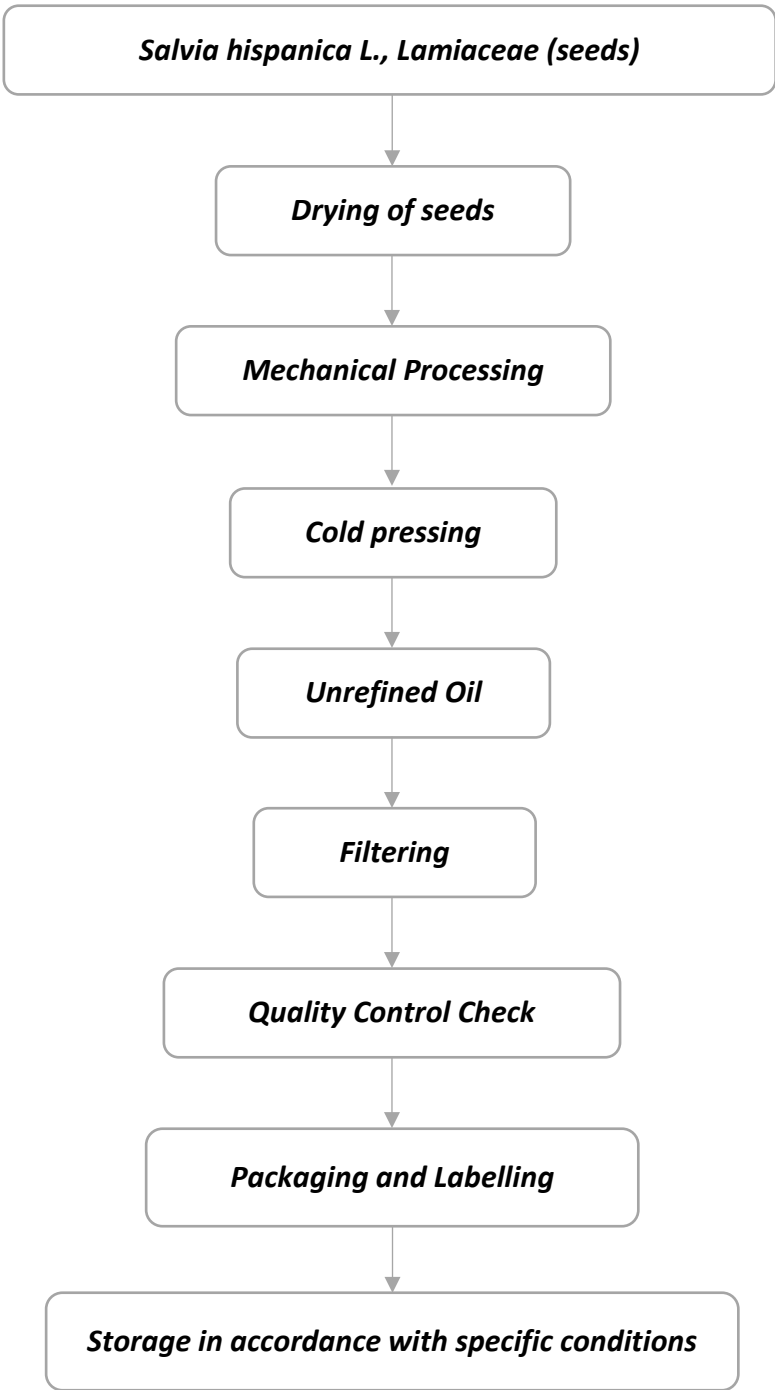 Salvia hispanica L., Lamiaceae (seeds)
Drying of seeds
Mechanical Processing
Cold pressing
Unrefined Oil
Filtering
Quality Control Check
Packaging and Labelling
Storage in accordance with specific conditions